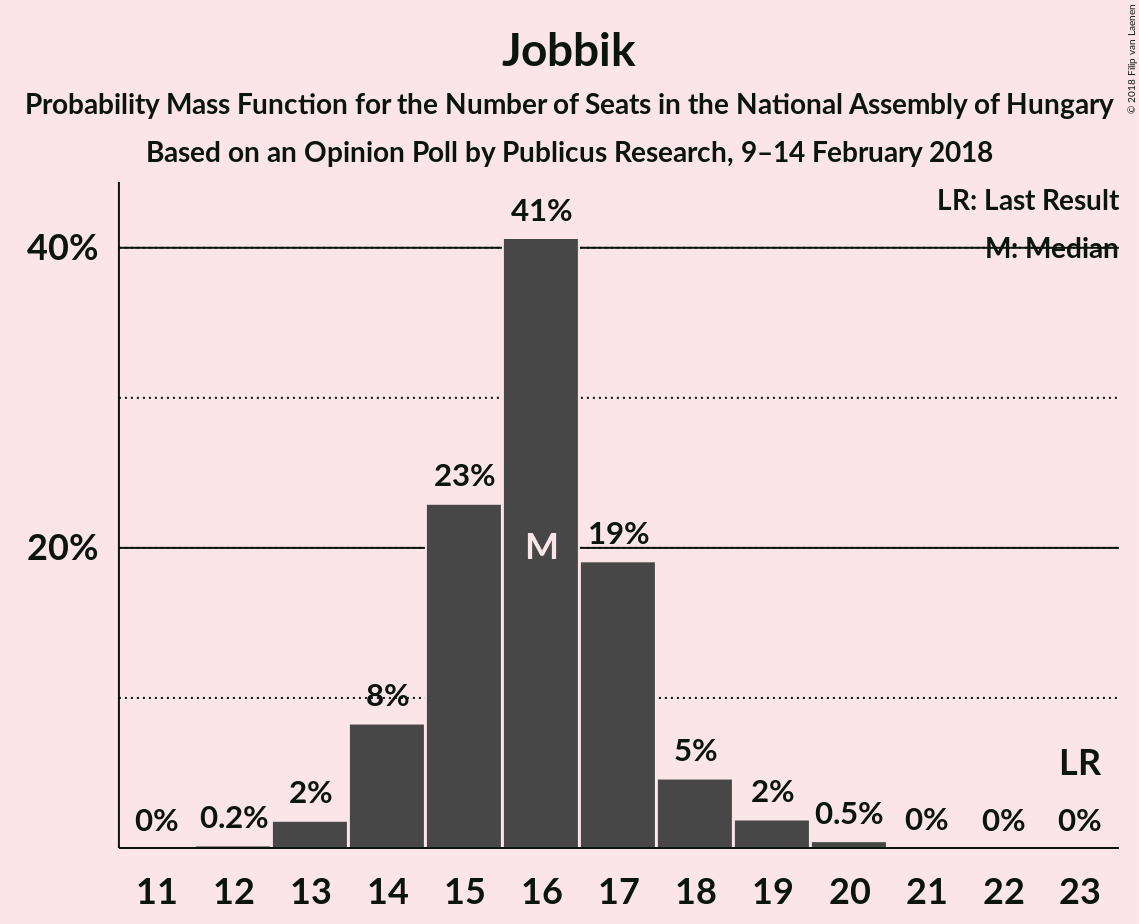 Jobbik
Probability Mass Function for the Number of Seats in the National Assembly of Hungary
Based on an Opinion Poll by Publicus Research, 9–14 February 2018
© 2018 Filip van Laenen
LR: Last Result
M: Median
40%
20%
0%
0.2%
2%
8%
23%
41%
M
19%
5%
2%
0.5%
0%
0%
LR
0%
11 12 13 14 15 16 17 18 19 20 21 22 23